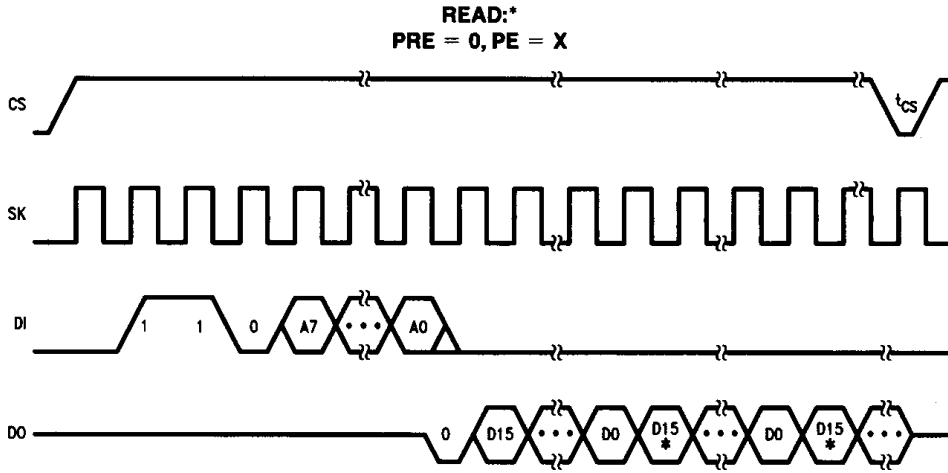 READ:*
PRE = 0, PE = X
CS
tCS
SK
DI
1 1 0 A7 • • • A0
DO
0 D15 • • • D0 D15 * • • • D0 D15 * • • •